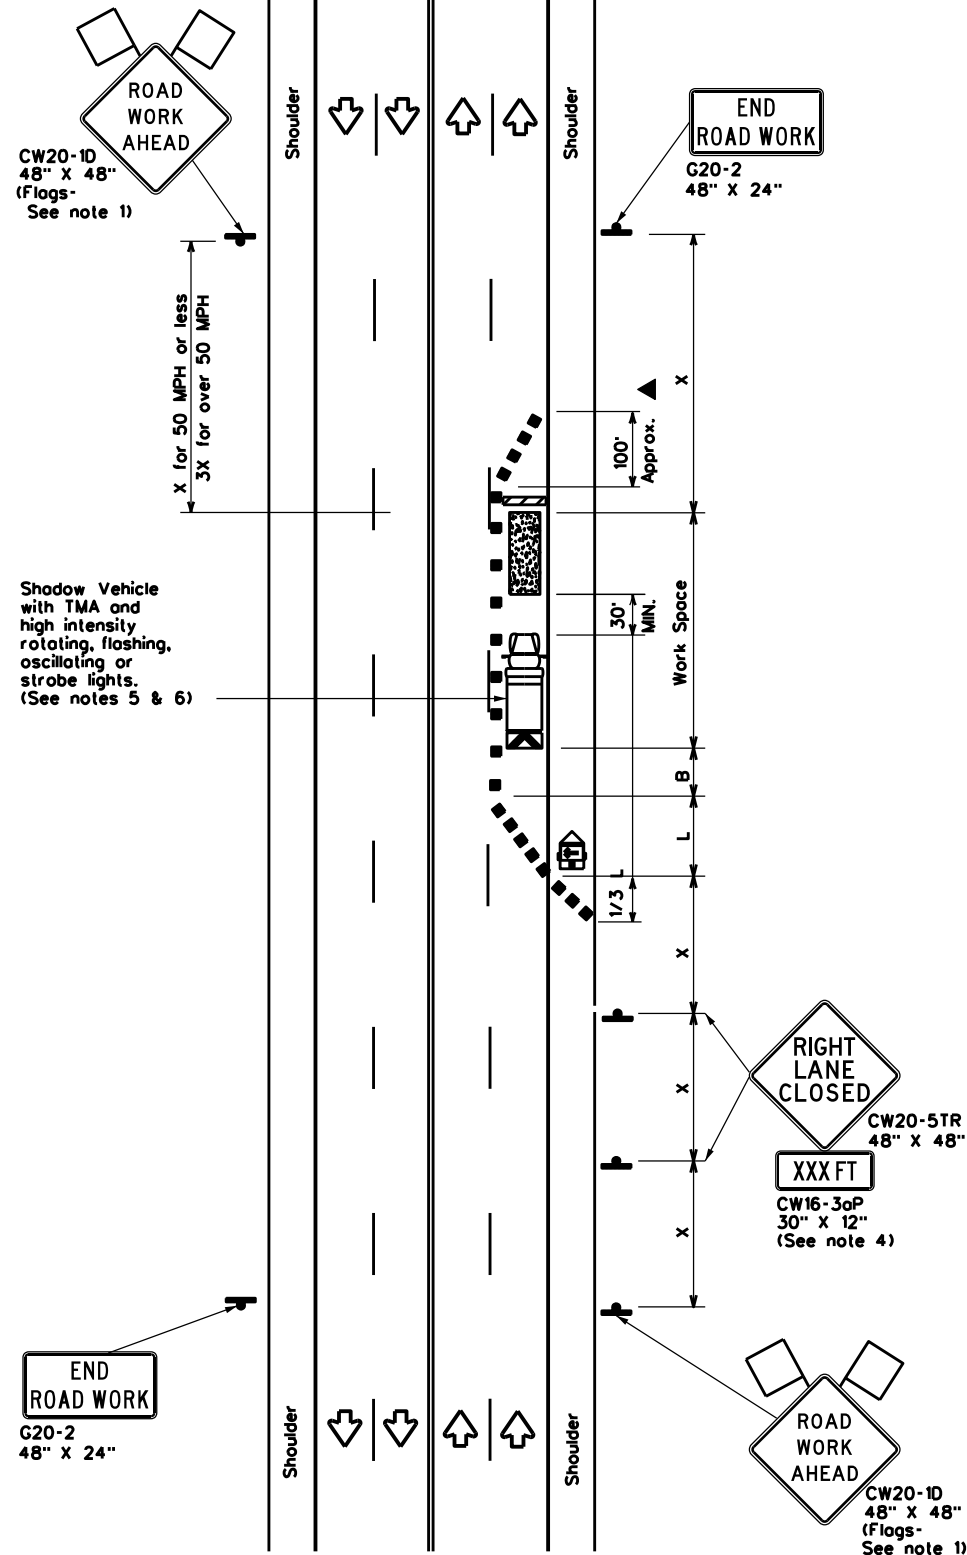 ROAD
WORK
AHEAD
CW20-1D
48" X 48"
(Flags-
See note 1)
Shoulder
Shoulder
END
ROAD WORK
G20-2
48" X 24"
X for 50 MPH or less
3X for over 50 MPH
X
100'
Approx.
Shadow Vehicle
with TMA and
high intensity
rotating, flashing,
oscillating or
strobe lights.
(See notes 5 & 6)
30'
MIN.
Work Space
B
L
1/3 L
X
X
RIGHT
LANE
CLOSED
CW20-5TR
48" X 48"
XXX FT
CW16-3aP
30" X 12"
(See note 4)
X
END
ROAD WORK
G20-2
48" X 24"
Shoulder
Shoulder
ROAD
WORK
AHEAD
CW20-1D
48" X 48"
(Flags-
See note 1)